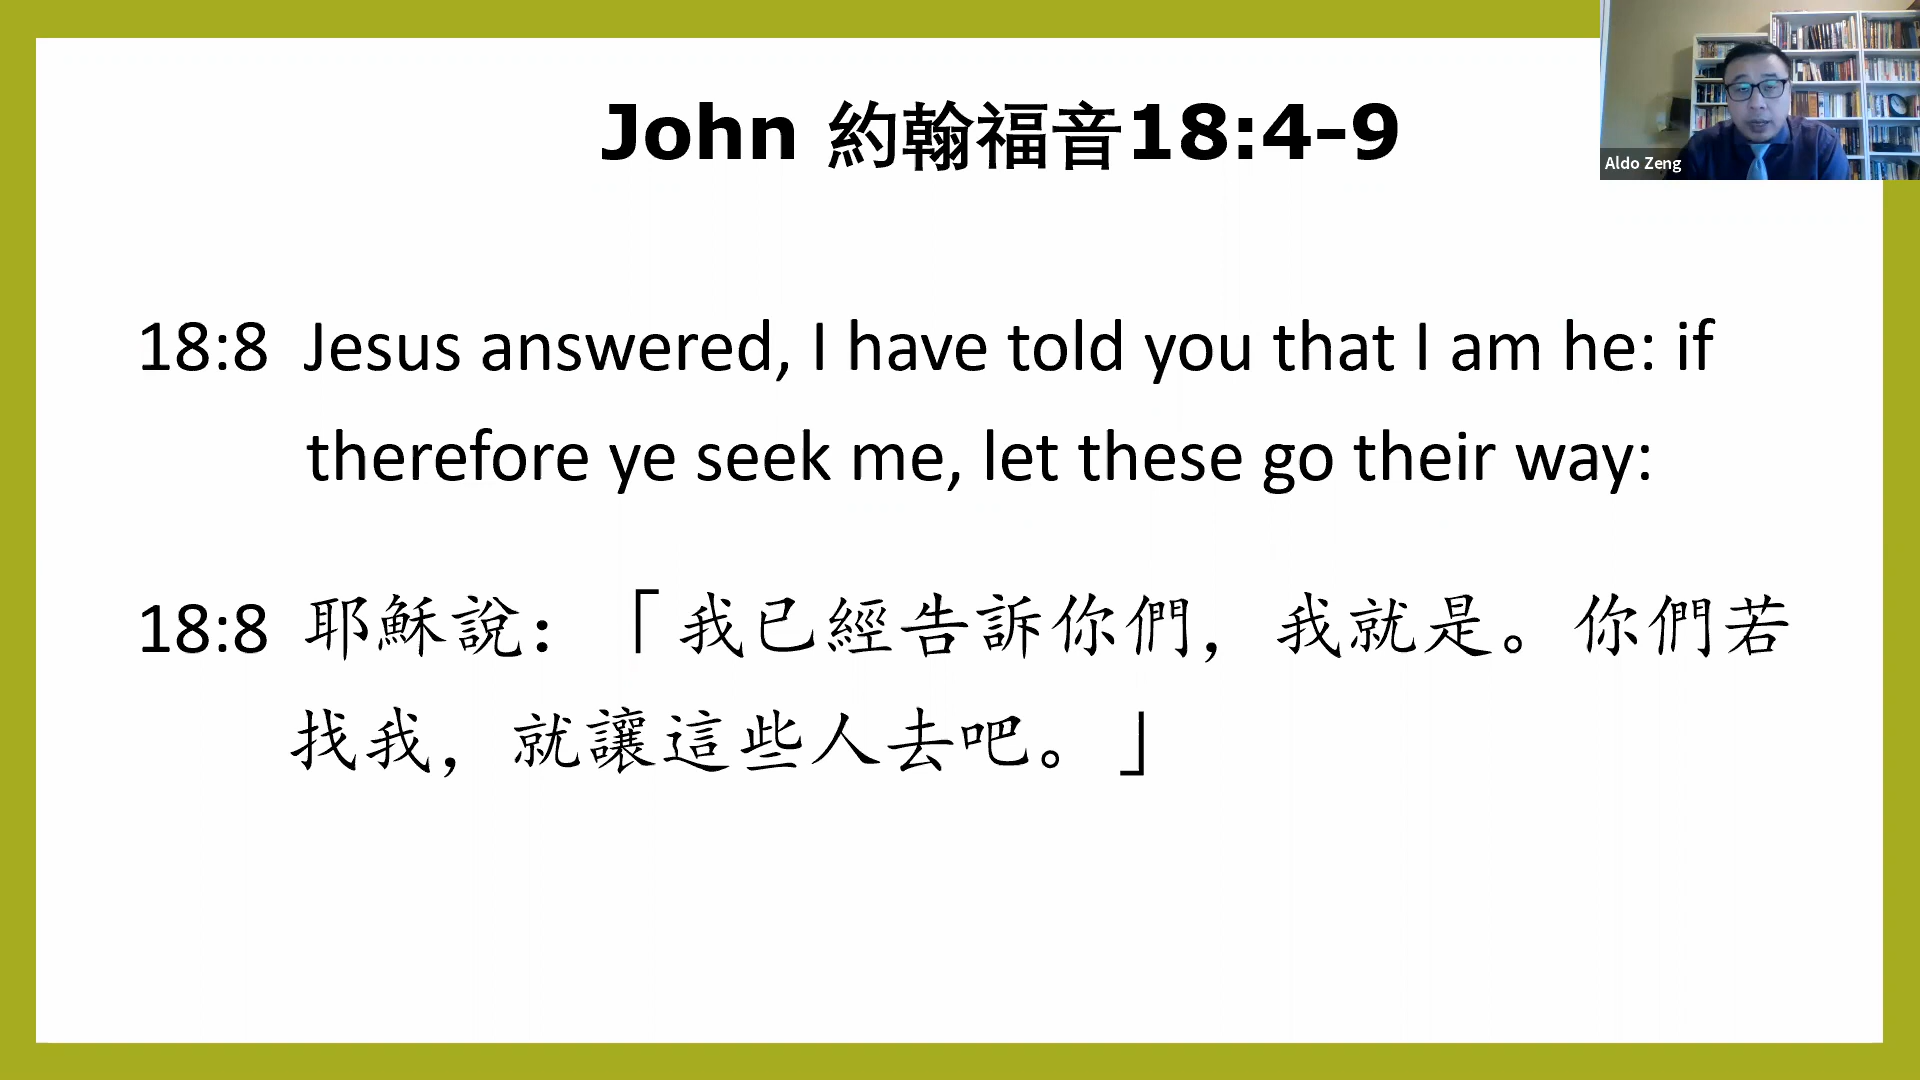 John 約翰福音18:4-9
Aldo Zeng
18:8 Jesus answered, I have told you that I am he: if
therefore ye seek me, let these go their way:
18:8 耶穌說：「我已經告訴你們，我就是。你們若
找我，就讓這些人去吧。」